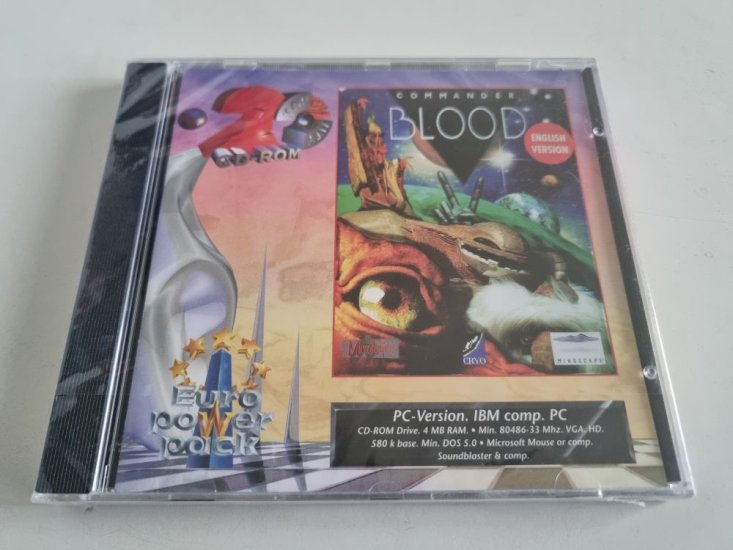 2
CD-ROM
COMMANDER
BLOOD
ENGLISH
VERSION
CRYO
MINDSCAPE
Euro
power
pack
PC-Version. IBM comp. PC
CD-ROM Drive. 4 MB RAM. • Min. 80486-33 Mhz. VGA. HD.
580 k base. Min. DOS 5.0 • Microsoft Mouse or comp.
Soundblaster & comp.